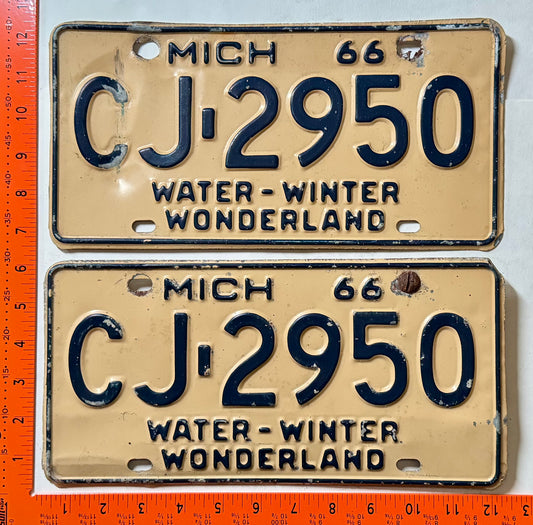 MICH 66
CJ-2950
WATER-WINTER
WONDERLAND
MICH 66
CJ-2950
WATER-WINTER
WONDERLAND